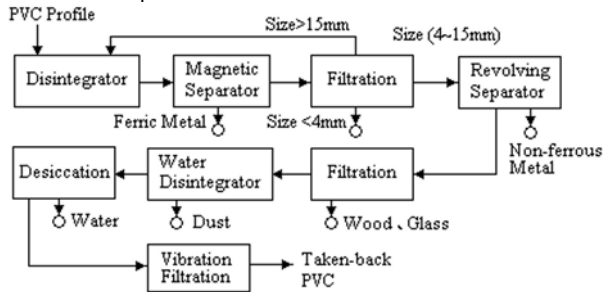 PVC Profile
Size>15mm
Size (4~15mm)
Disintegrator
Magnetic
Separator
Filtration
Revolving
Separator
Ferric Metal
Size <4mm
Non-ferrous
Metal
Desiccation
Water
Disintegrator
Filtration
Water
Dust
Wood、Glass
Vibration
Filtration
Taken-back
PVC